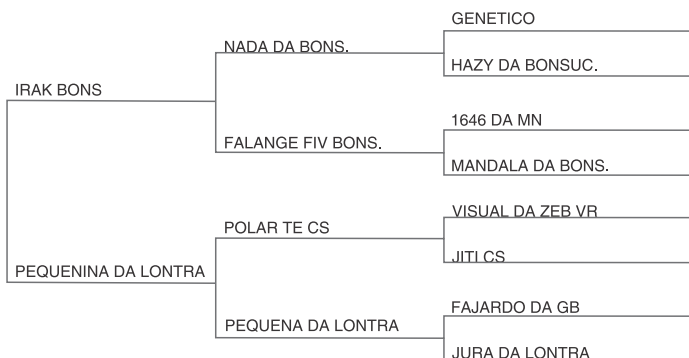 GENETICO
NADA DA BONS.
HAZY DA BONSUC.
IRAK BONS
1646 DA MN
FALANGE FIV BONS.
MANDALA DA BONS.
VISUAL DA ZEB VR
POLAR TE CS
JITI CS
PEQUENINA DA LONTRA
FAJARDO DA GB
PEQUENA DA LONTRA
JURA DA LONTRA